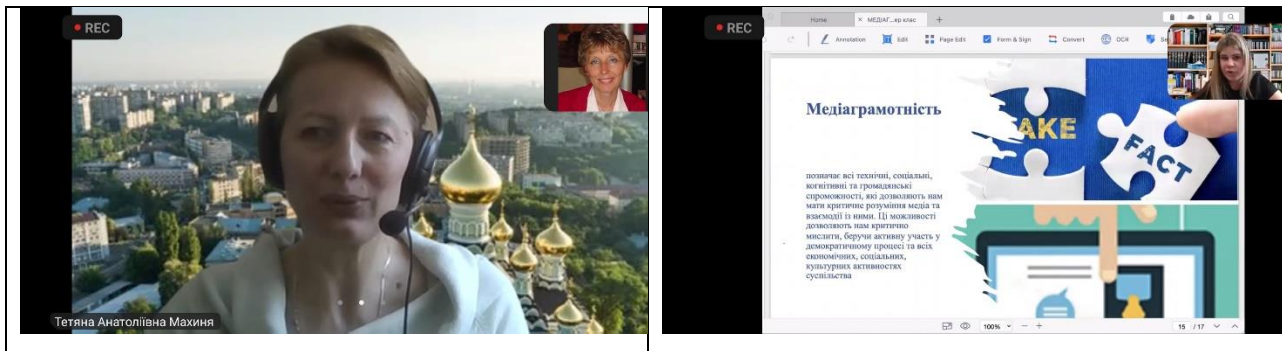 REC
Тетяна Анатоліївна Махиня
REC
Home
× МЕДІАГ...ер клас +
Annotation Edit Page Edit Form & Sign Convert OCR
Медіаграмотність
позначає всі технічні, соціальні,
когнітивні та громадянські
спроможності, які дозволяють нам
мати критичне розуміння медіа та
взаємодії із ними. Ці можливості
дозволяють нам критично
мислити, беручи активну участь у
демократичному процесі та всіх
економічних, соціальних,
культурних активностях
суспільства
AKE
FACT
100% − +
15 /17